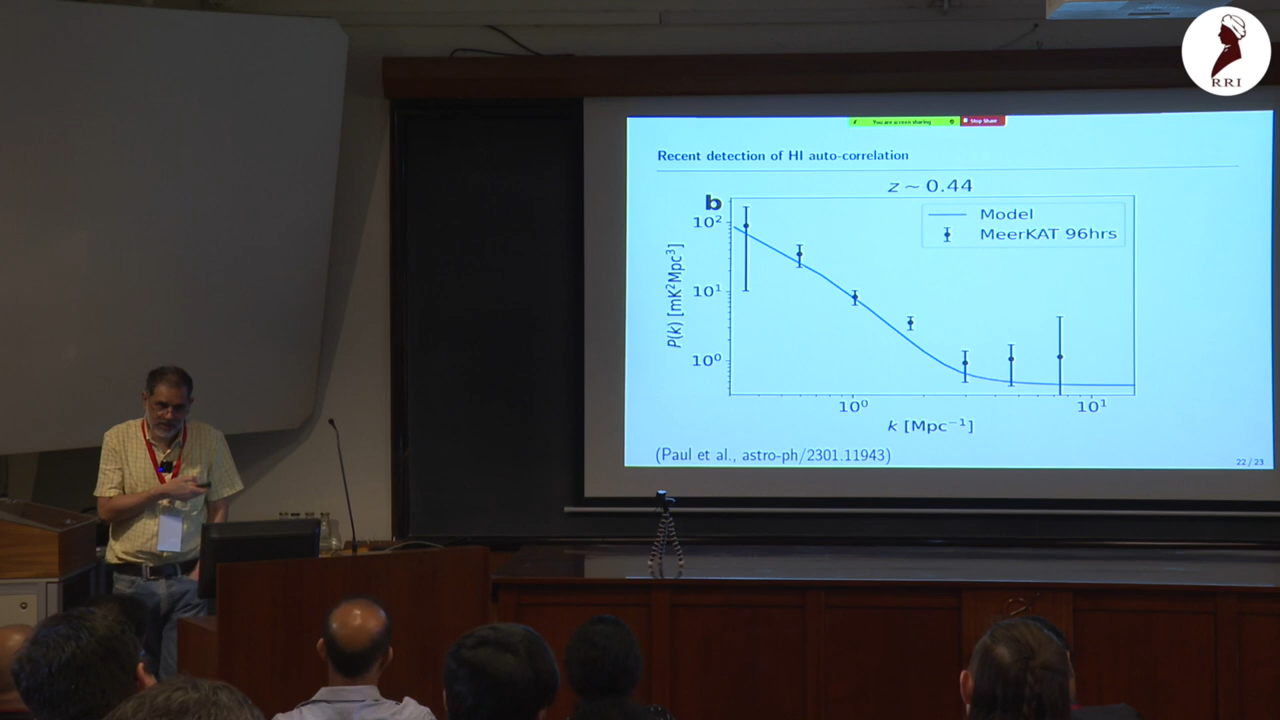 RRI
You are screen sharing Stop Share
Recent detection of HI auto-correlation
z ~ 0.44
b
Model
MeerKAT 96hrs
10²
10¹
10⁰
P(k) [mK²Mpc³]
10⁰ 10¹
k [Mpc⁻¹]
(Paul et al., astro-ph/2301.11943)
22 / 23